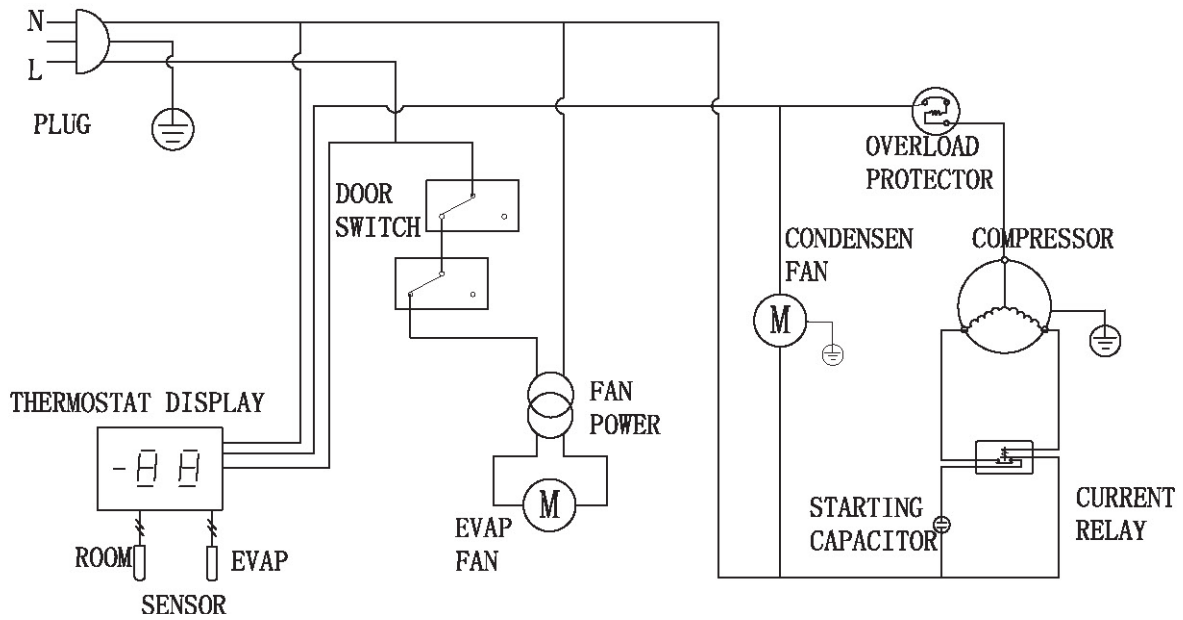 N
L
PLUG
OVERLOAD
PROTECTOR
DOOR
SWITCH
CONDENSEN
FAN
COMPRESSOR
M
FAN
POWER
THERMOSTAT DISPLAY
-88
M
EVAP
FAN
STARTING
CAPACITOR
CURRENT
RELAY
ROOM
EVAP
SENSOR